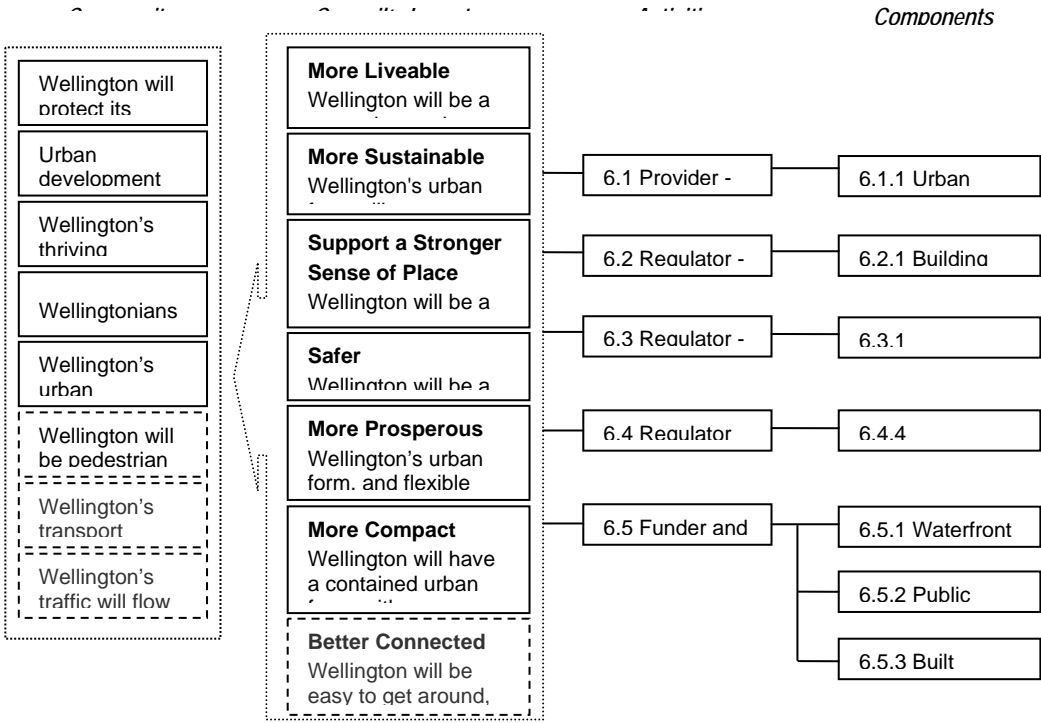 Components
Wellington will
protect its
Urban
development
Wellington’s
thriving
Wellingtonians
Wellington’s
urban
Wellington will
be pedestrian
Wellington’s
transport
Wellington’s
traffic will flow
More Liveable
Wellington will be a
More Sustainable
Wellington's urban
Support a Stronger
Sense of Place
Wellington will be a
Safer
Wellington will be a
More Prosperous
Wellington’s urban
form, and flexible
More Compact
Wellington will have
a contained urban
Better Connected
Wellington will be
easy to get around,
6.1 Provider -
6.2 Regulator -
6.3 Regulator -
6.4 Regulator
6.5 Funder and
6.1.1 Urban
6.2.1 Building
6.3.1
6.4.4
6.5.1 Waterfront
6.5.2 Public
6.5.3 Built